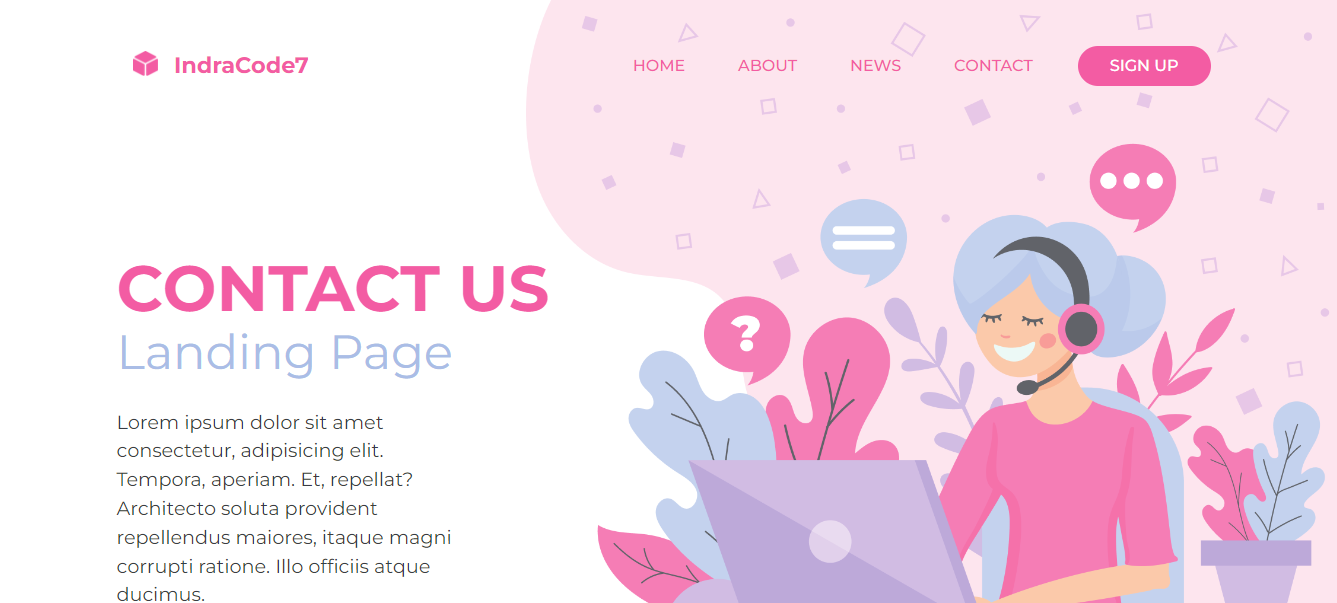 IndraCode7
HOME
ABOUT
NEWS
CONTACT
SIGN UP
?
CONTACT US
Landing Page
Lorem ipsum dolor sit amet
consectetur, adipisicing elit.
Tempora, aperiam. Et, repellat?
Architecto soluta provident
repellendus maiores, itaque magni
corrupti ratione. Illo officiis atque
ducimus.